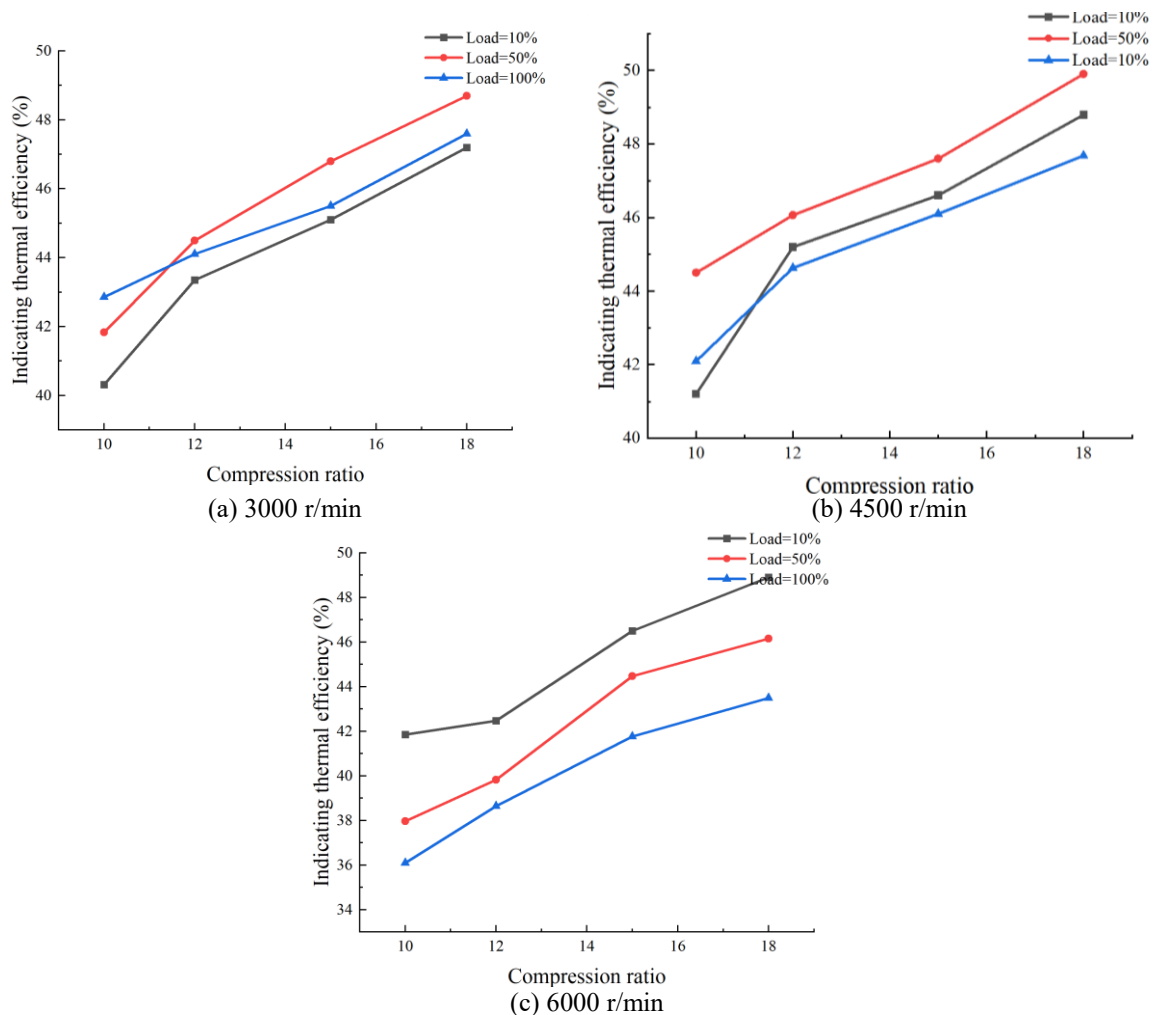 Load=10%
Load=50%
Load=100%
Indicating thermal efficiency (%)
50
48
46
44
42
40
10 12 14 16 18
Compression ratio
(a) 3000 r/min
Load=10%
Load=50%
Load=10%
Indicating thermal efficiency (%)
50
48
46
44
42
40
10 12 14 16 18
Compression ratio
(b) 4500 r/min
Load=10%
Load=50%
Load=100%
Indicating thermal efficiency (%)
50
48
46
44
42
40
38
36
34
10 12 14 16 18
Compression ratio
(c) 6000 r/min